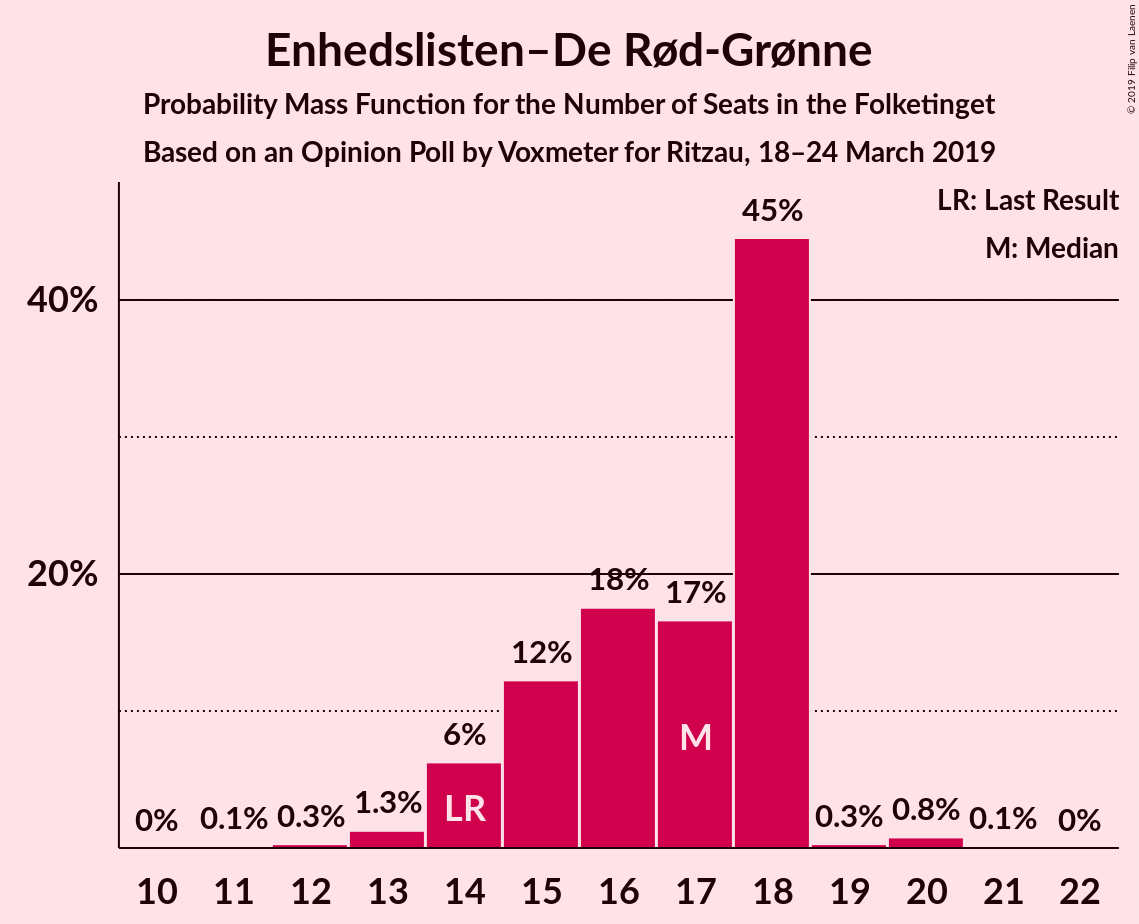 Enhedslisten–De Rød-Grønne
Probability Mass Function for the Number of Seats in the Folketinget
Based on an Opinion Poll by Voxmeter for Ritzau, 18–24 March 2019
© 2019 Filip van Laenen
LR: Last Result
M: Median
45%
40%
20%
18%
17%
12%
6%
M
LR
0%
0.1%
0.3%
1.3%
0.3%
0.8%
0.1%
0%
10 11 12 13 14 15 16 17 18 19 20 21 22